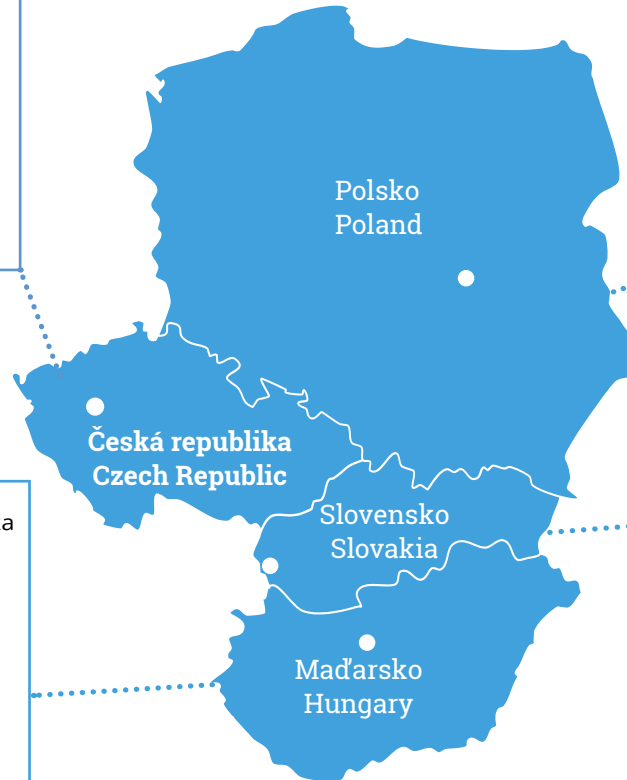 Polsko
Poland
Česká republika
Czech Republic
Slovensko
Slovakia
Maďarsko
Hungary